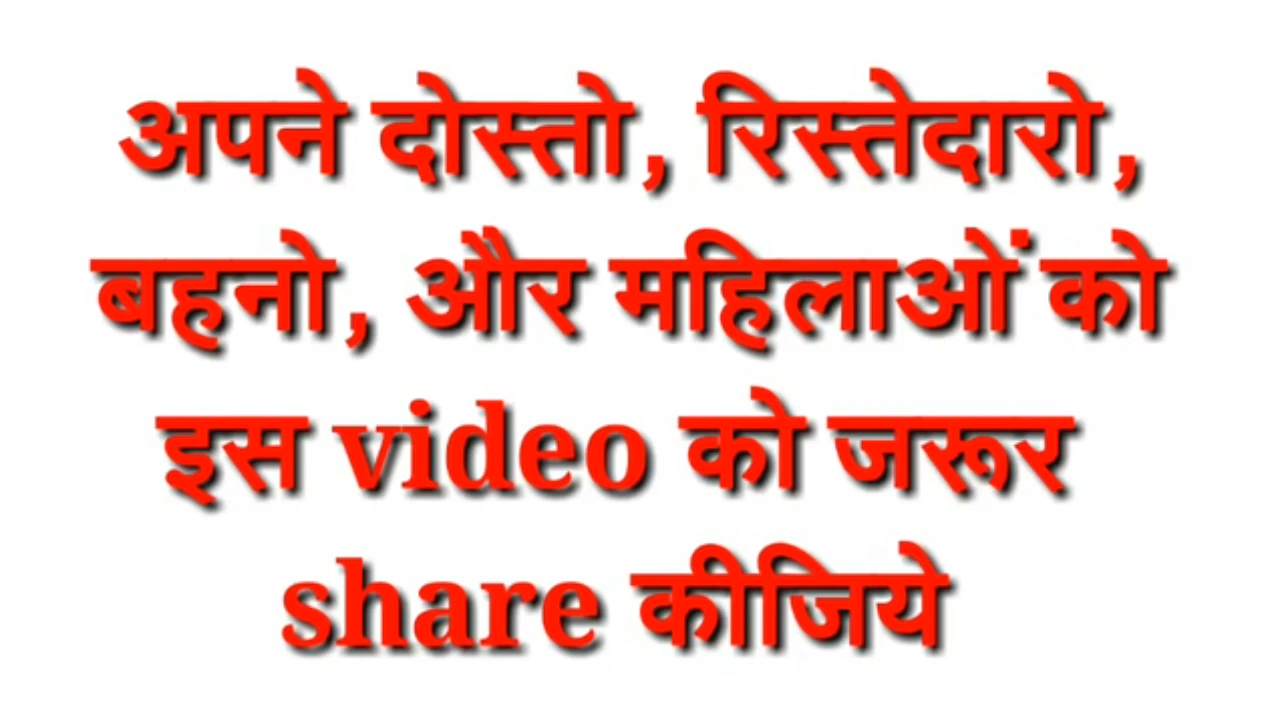 अपने दोस्तो, रिस्तेदारो,
बहनो, और महिलाओं को
इस video को जरूर
share कीजिये